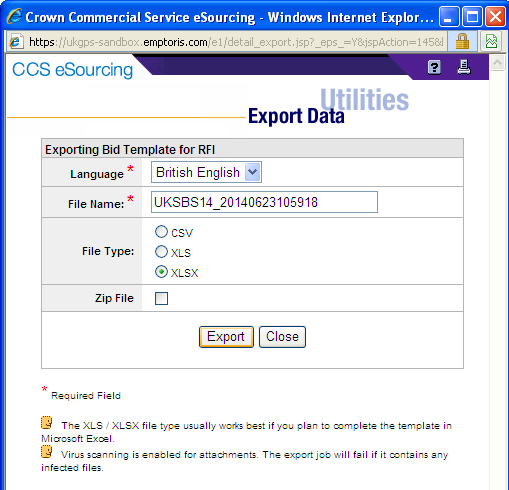 Crown Commercial Service eSourcing - Windows Internet Explor...
https://ukgps-sandbox.emptoris.com/e1/detail_export.jsp?_eps_=Y&jspAction=145&
CCS eSourcing
?
Utilities
Export Data
Exporting Bid Template for RFI
Language * British English
File Name: * UKSBS14_20140623105918
File Type:
CSV
XLS
XLSX
Zip File
Export Close
* Required Field
The XLS / XLSX file type usually works best if you plan to complete the template in
Microsoft Excel.
Virus scanning is enabled for attachments. The export job will fail if it contains any
infected files.